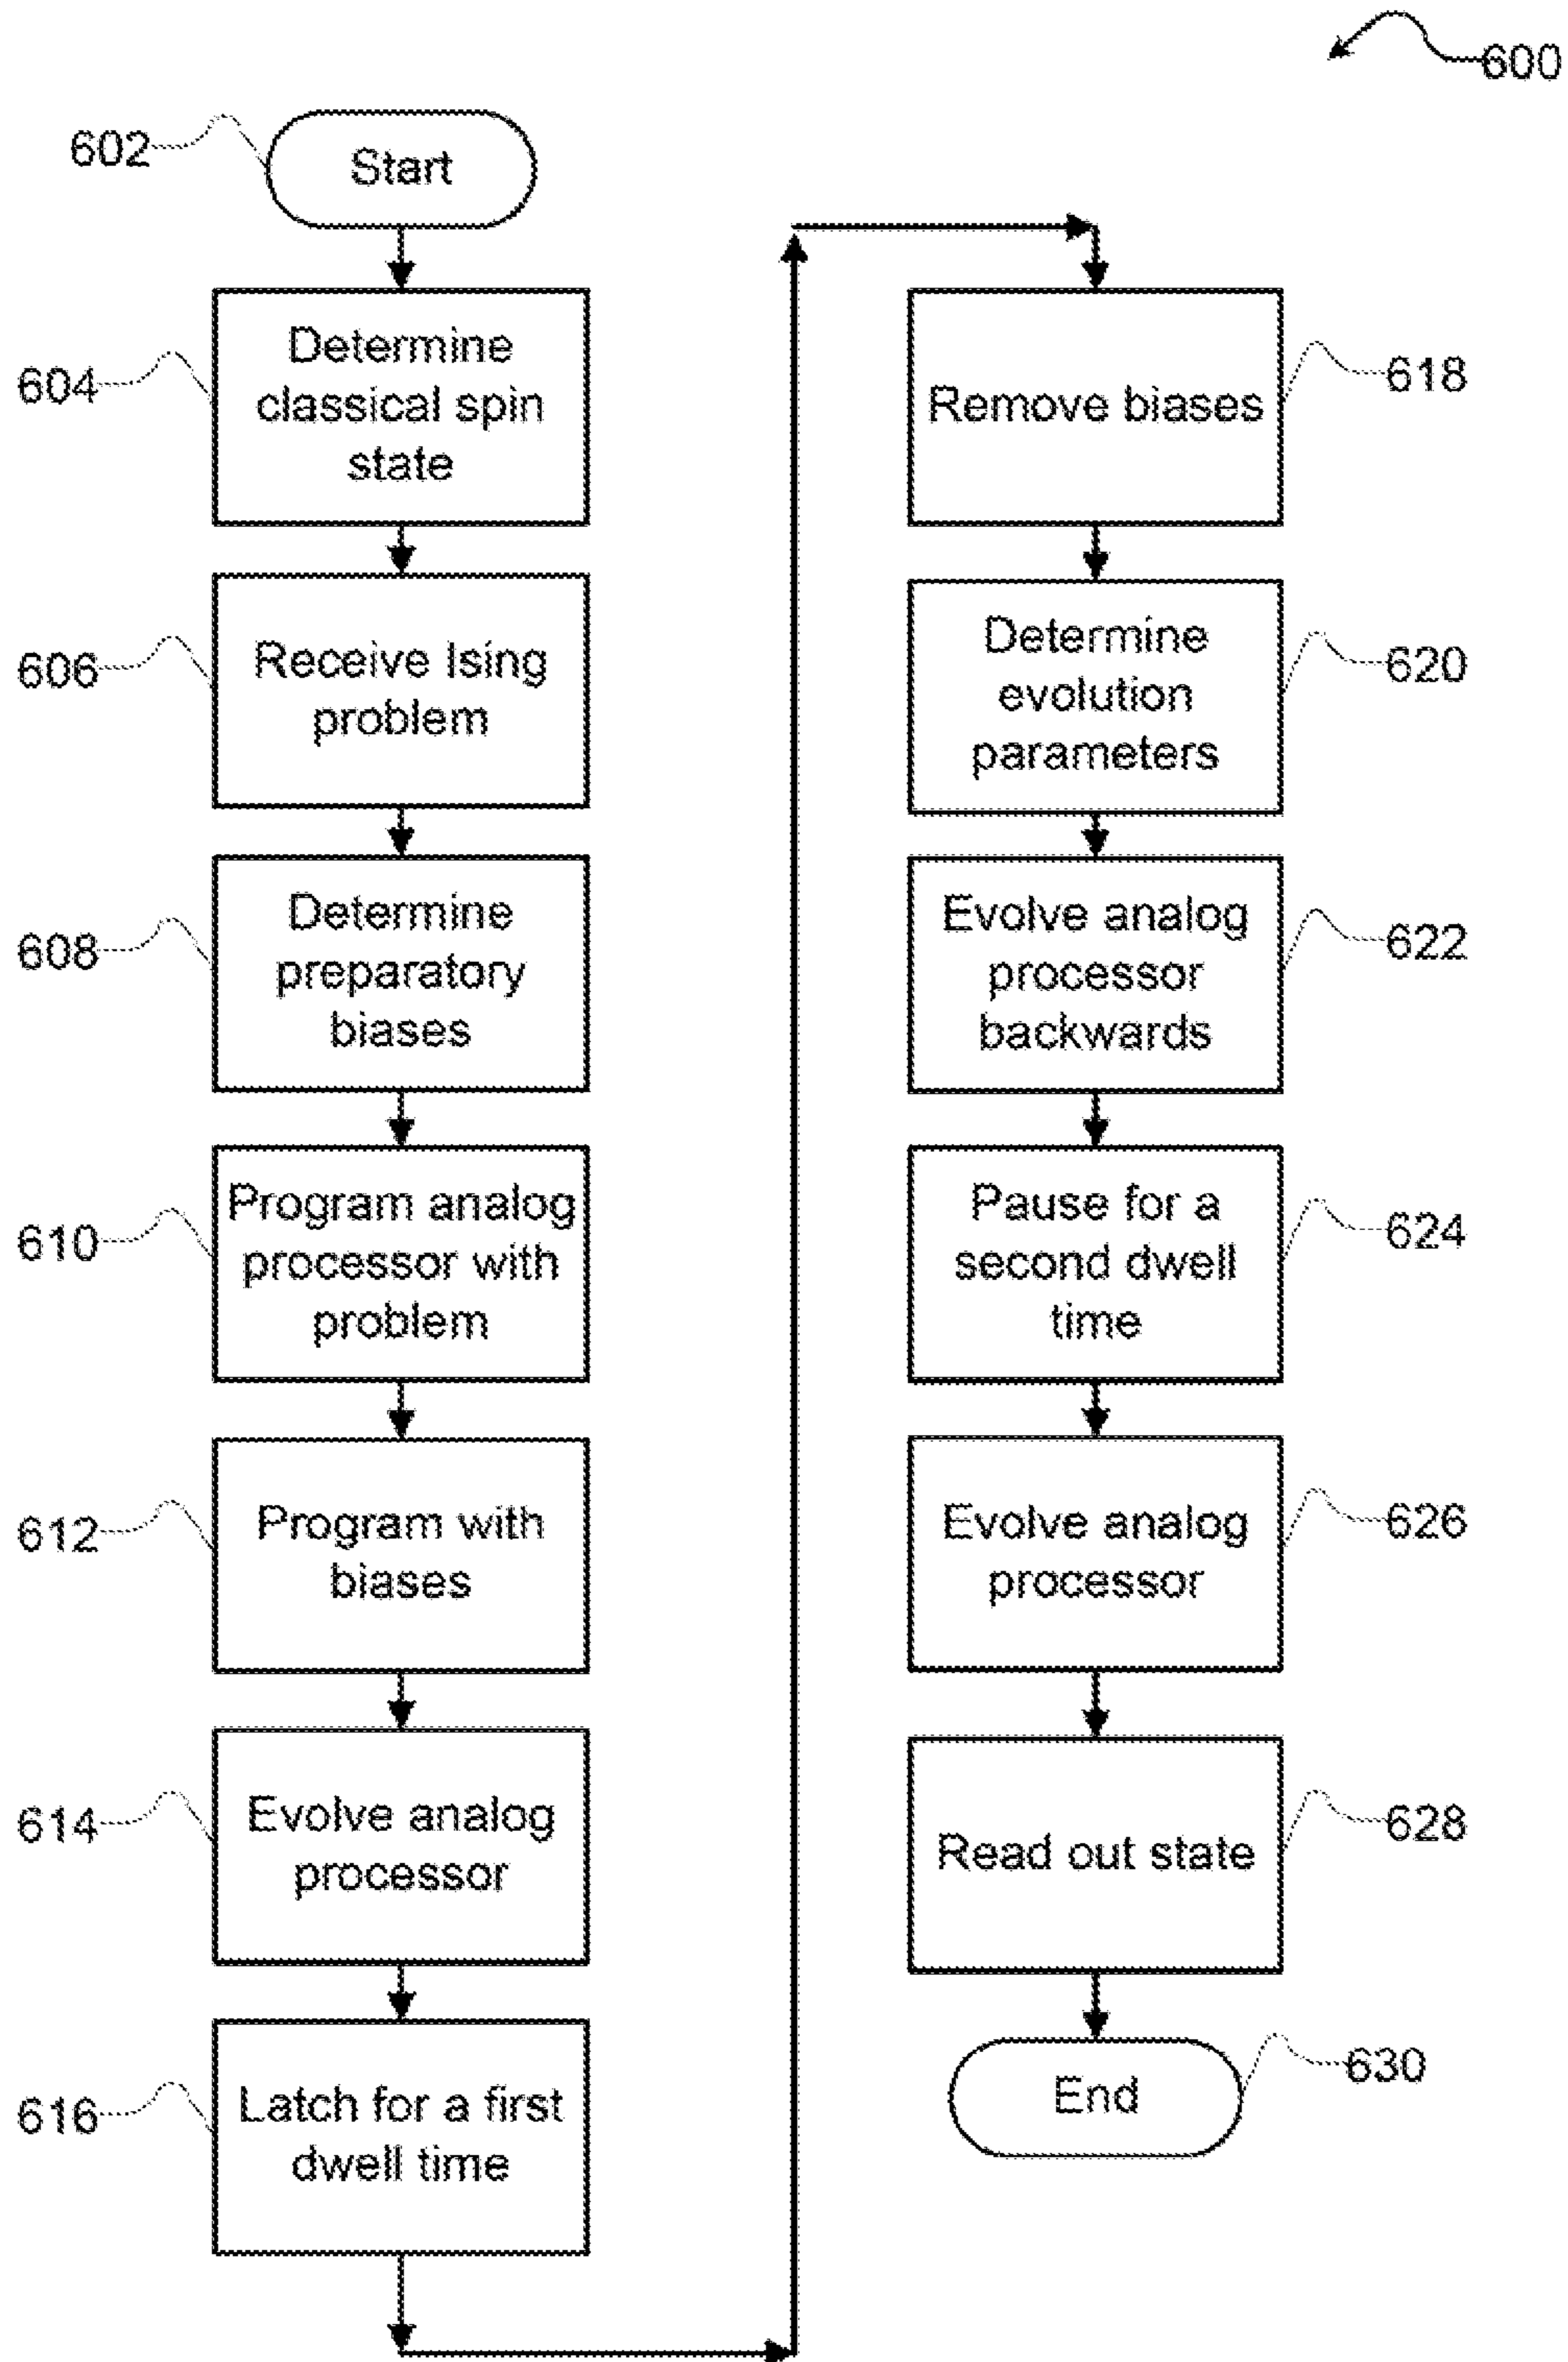 600
602
Start
604
Determine
classical spin
state
606
Receive Ising
problem
608
Determine
preparatory
biases
610
Program analog
processor with
problem
612
Program with
biases
614
Evolve analog
processor
616
Latch for a first
dwell time
Remove biases
618
Determine
evolution
parameters
620
Evolve analog
processor
backwards
622
Pause for a
second dwell
time
624
Evolve analog
processor
626
Read out state
628
End
630